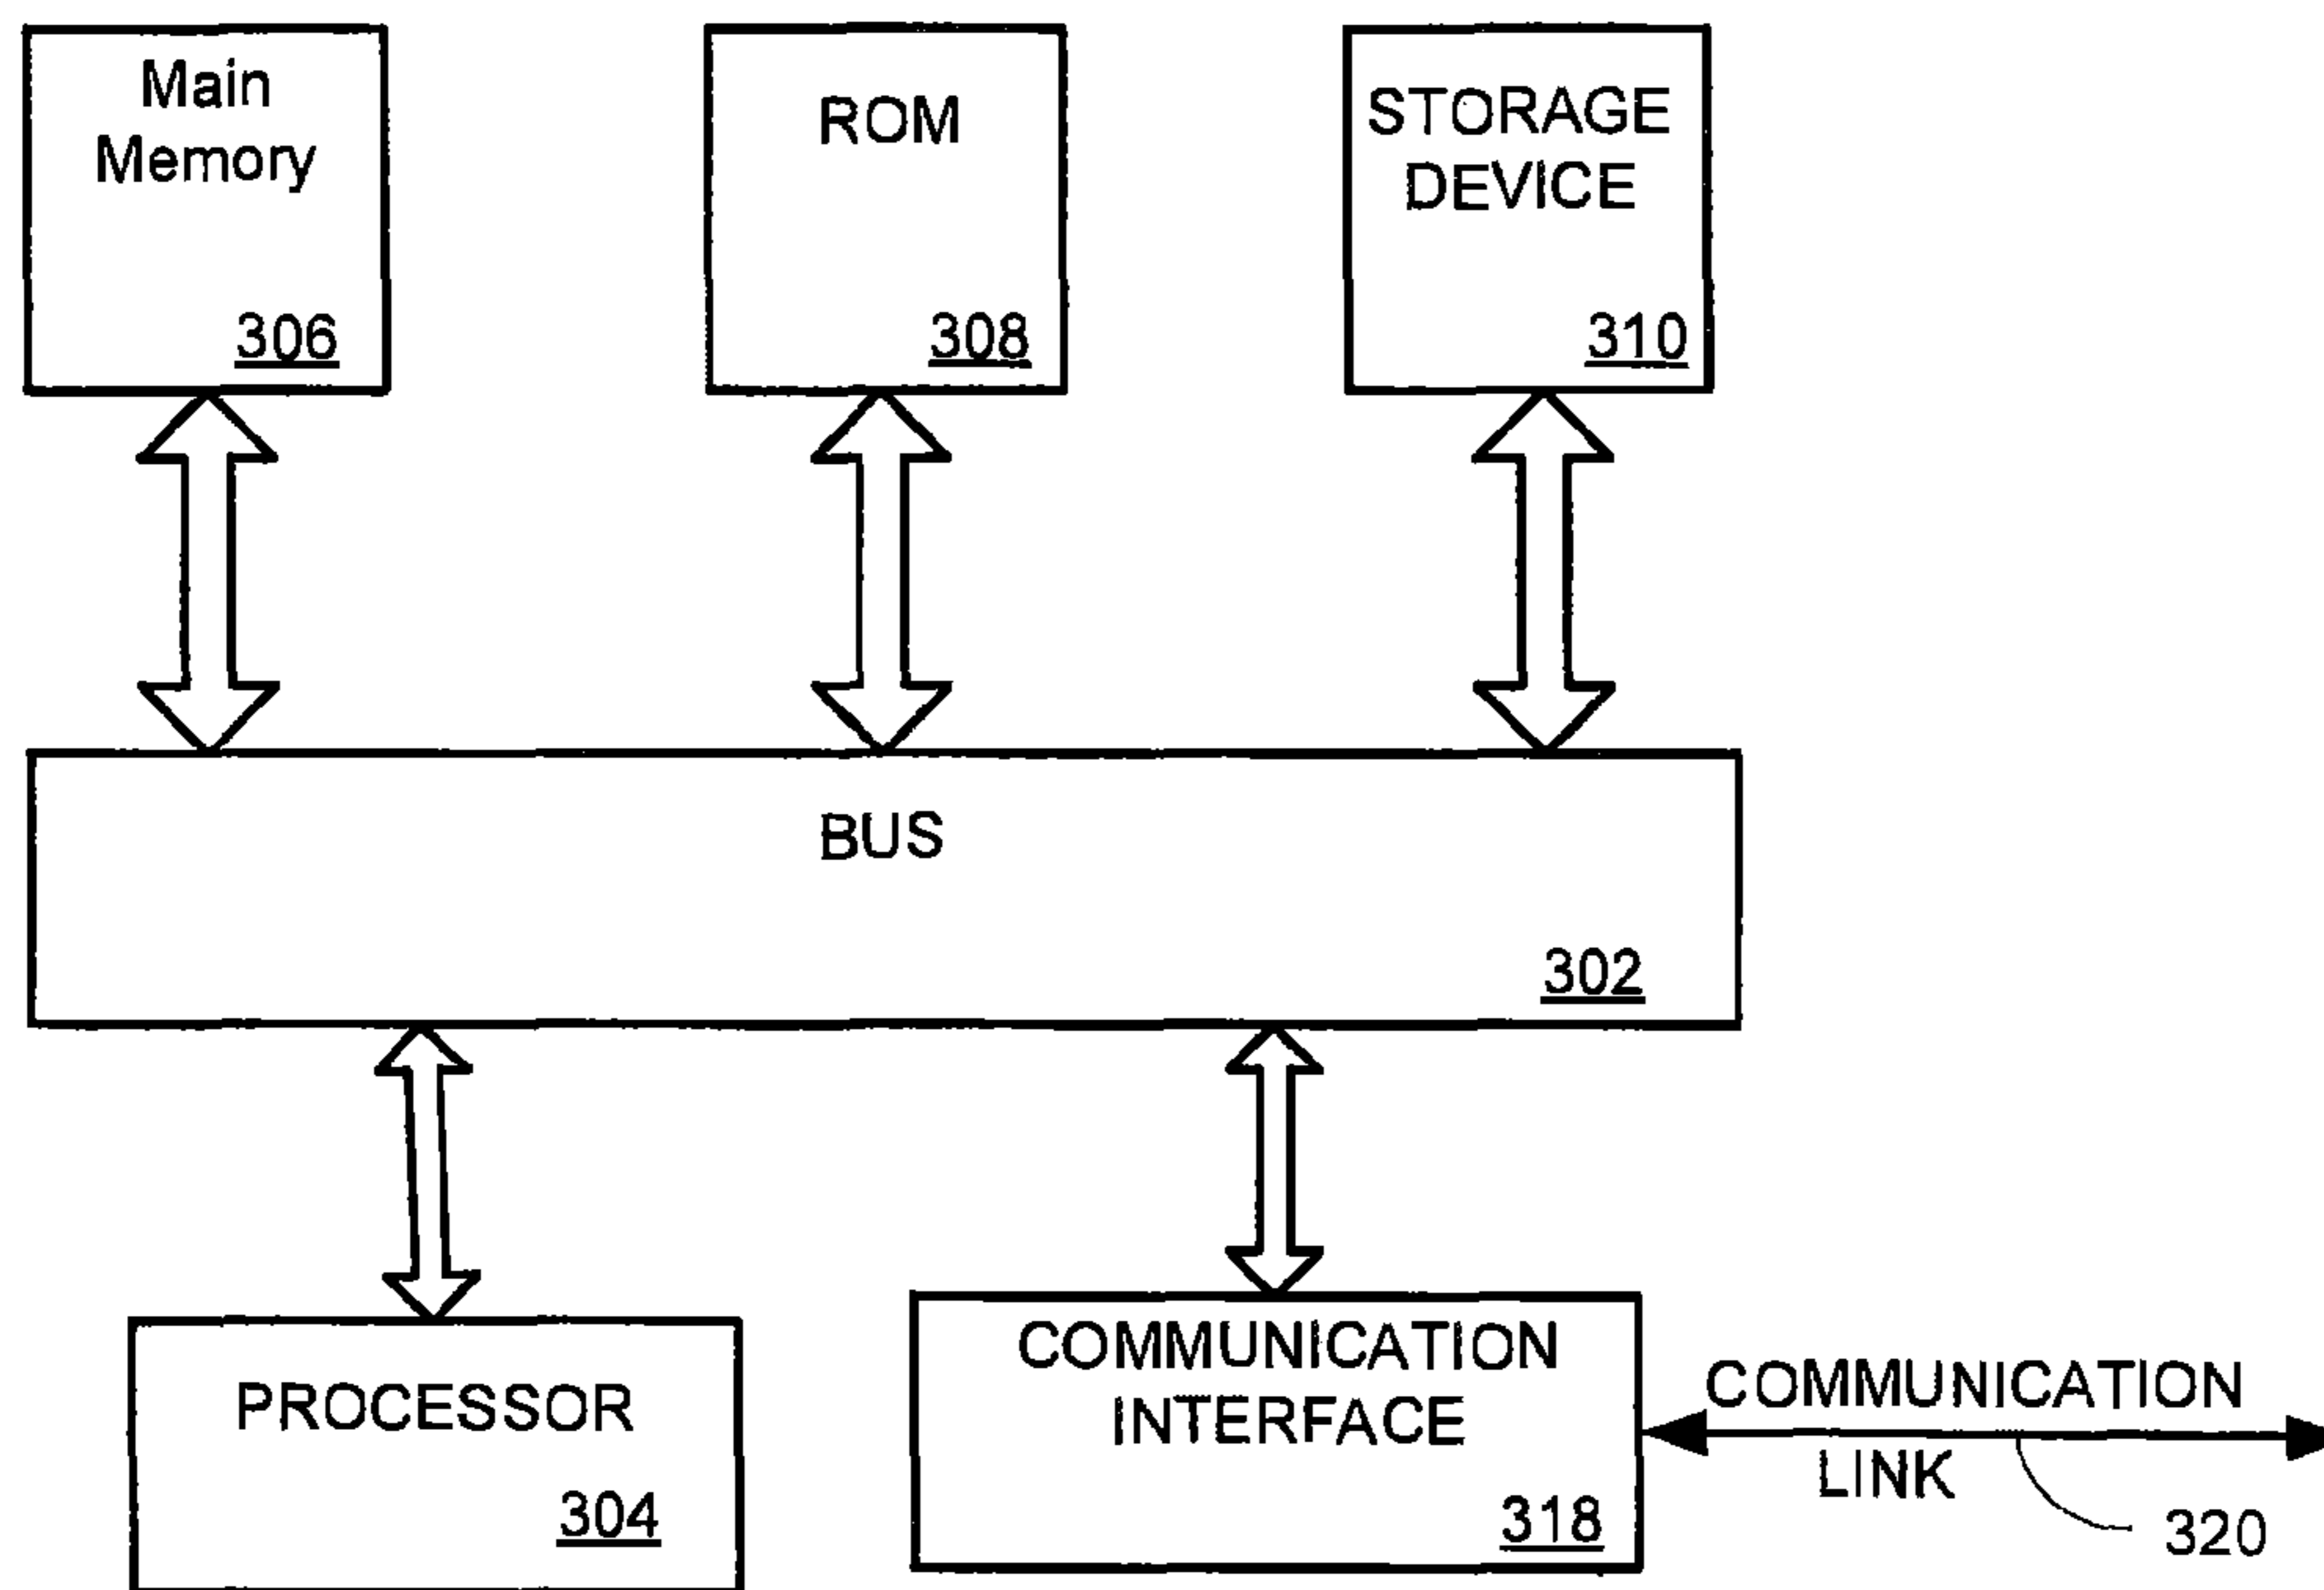 Main
Memory
306
ROM
308
STORAGE
DEVICE
310
BUS
302
PROCESSOR
304
COMMUNICATION
INTERFACE
318
COMMUNICATION
LINK
320